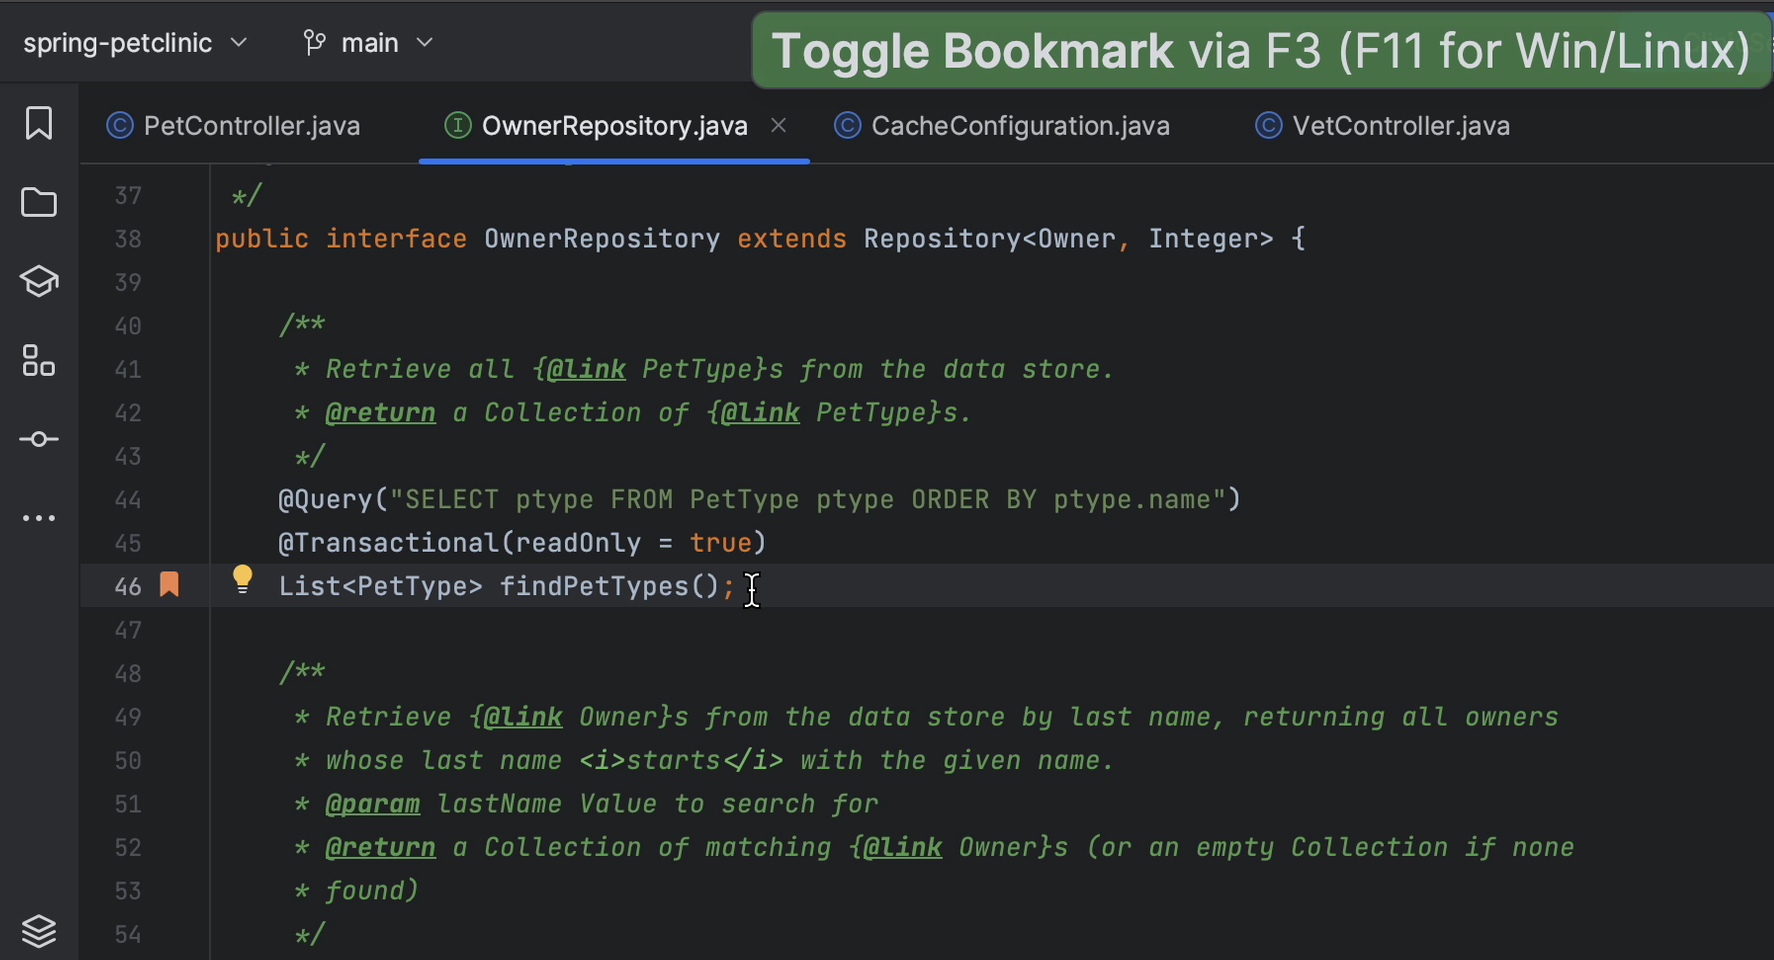 spring-petclinic main
Toggle Bookmark via F3 (F11 for Win/Linux)
PetController.java OwnerRepository.java CacheConfiguration.java VetController.java
37 */
38 public interface OwnerRepository extends Repository<Owner, Integer> {
39
40 /**
41 * Retrieve all {@link PetType}s from the data store.
42 * @return a Collection of {@link PetType}s.
43 */
44 @Query("SELECT ptype FROM PetType ptype ORDER BY ptype.name")
45 @Transactional(readOnly = true)
46 List<PetType> findPetTypes();
47
48 /**
49 * Retrieve {@link Owner}s from the data store by last name, returning all owners
50 * whose last name <i>starts</i> with the given name.
51 * @param lastName Value to search for
52 * @return a Collection of matching {@link Owner}s (or an empty Collection if none
53 * found)
54 */